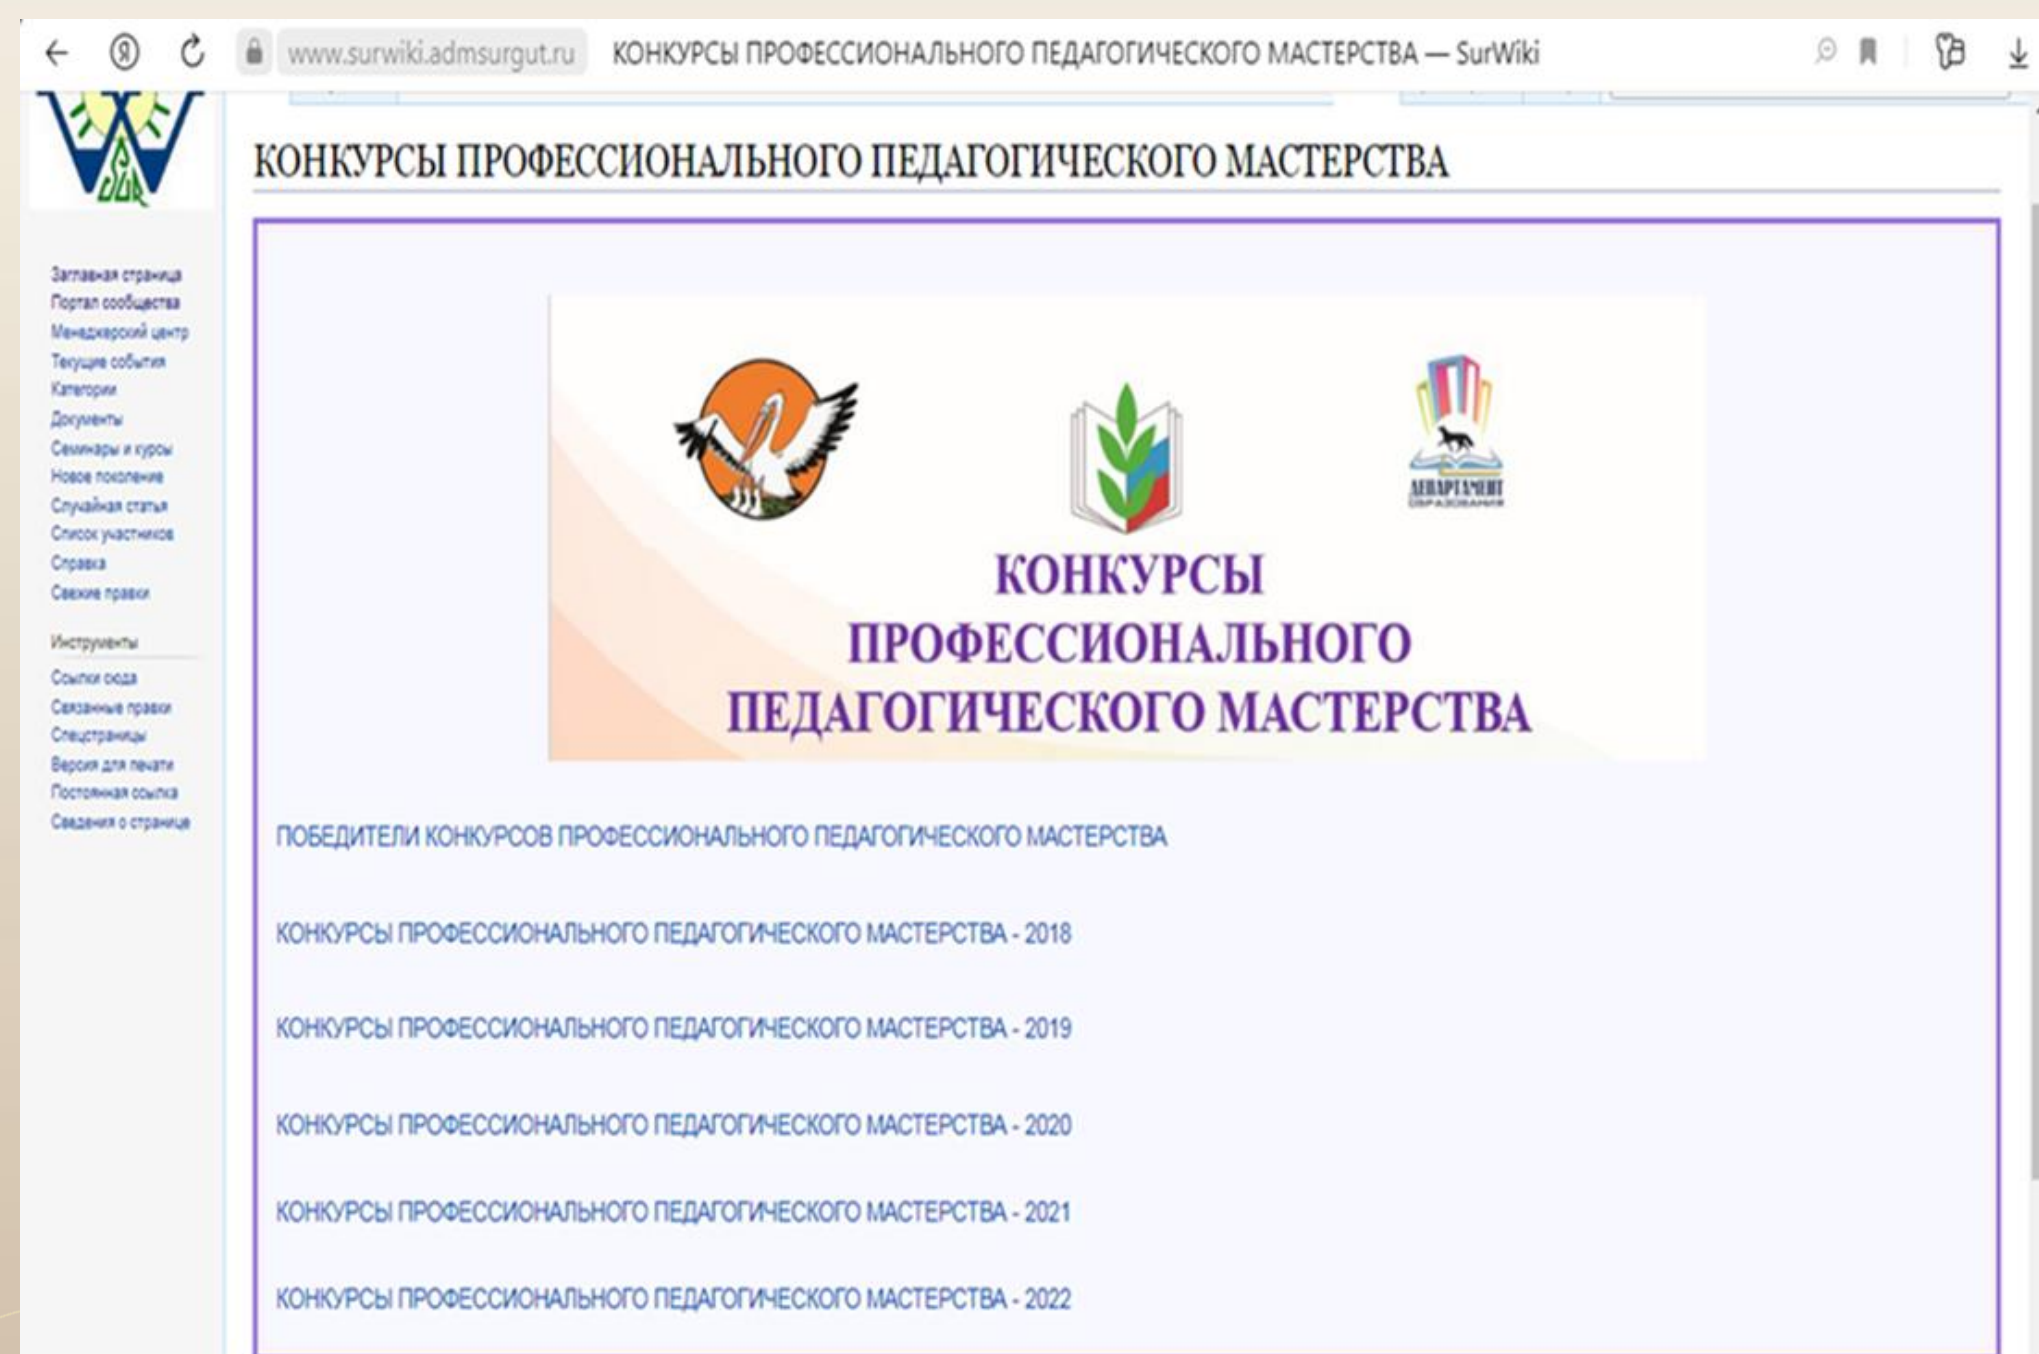 www.surwiki.admsurgut.ru КОНКУРСЫ ПРОФЕССИОНАЛЬНОГО ПЕДАГОГИЧЕСКОГО МАСТЕРСТВА — SurWiki
SUR
КОНКУРСЫ ПРОФЕССИОНАЛЬНОГО ПЕДАГОГИЧЕСКОГО МАСТЕРСТВА
Заглавная страница
Портал сообщества
Менеджерский центр
Текущие события
Категории
Документы
Семинары и курсы
Новое поколение
Случайная статья
Список участников
Справка
Свежие правки
Инструменты
Ссылки сюда
Связанные правки
Спецстраницы
Версия для печати
Постоянная ссылка
Сведения о странице
ДЕПАРТАМЕНТ
ОБРАЗОВАНИЯ
КОНКУРСЫ
ПРОФЕССИОНАЛЬНОГО
ПЕДАГОГИЧЕСКОГО МАСТЕРСТВА
ПОБЕДИТЕЛИ КОНКУРСОВ ПРОФЕССИОНАЛЬНОГО ПЕДАГОГИЧЕСКОГО МАСТЕРСТВА
КОНКУРСЫ ПРОФЕССИОНАЛЬНОГО ПЕДАГОГИЧЕСКОГО МАСТЕРСТВА - 2018
КОНКУРСЫ ПРОФЕССИОНАЛЬНОГО ПЕДАГОГИЧЕСКОГО МАСТЕРСТВА - 2019
КОНКУРСЫ ПРОФЕССИОНАЛЬНОГО ПЕДАГОГИЧЕСКОГО МАСТЕРСТВА - 2020
КОНКУРСЫ ПРОФЕССИОНАЛЬНОГО ПЕДАГОГИЧЕСКОГО МАСТЕРСТВА - 2021
КОНКУРСЫ ПРОФЕССИОНАЛЬНОГО ПЕДАГОГИЧЕСКОГО МАСТЕРСТВА - 2022